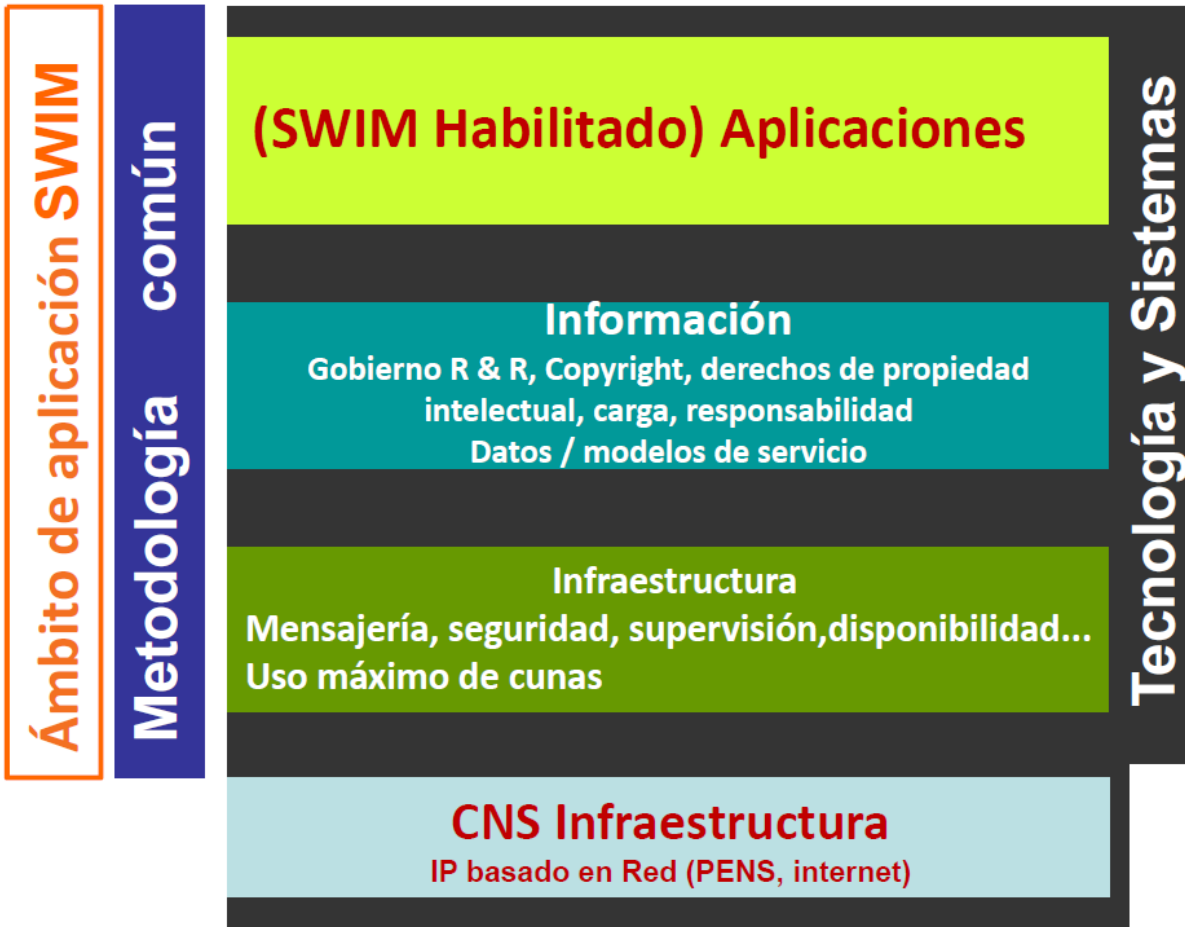 Ámbito de aplicación SWIM
Metodología común
(SWIM Habilitado) Aplicaciones
Información
Gobierno R & R, Copyright, derechos de propiedad
intelectual, carga, responsabilidad
Datos / modelos de servicio
Infraestructura
Mensajería, seguridad, supervisión,disponibilidad...
Uso máximo de cunas
CNS Infraestructura
IP basado en Red (PENS, internet)
Tecnología y Sistemas